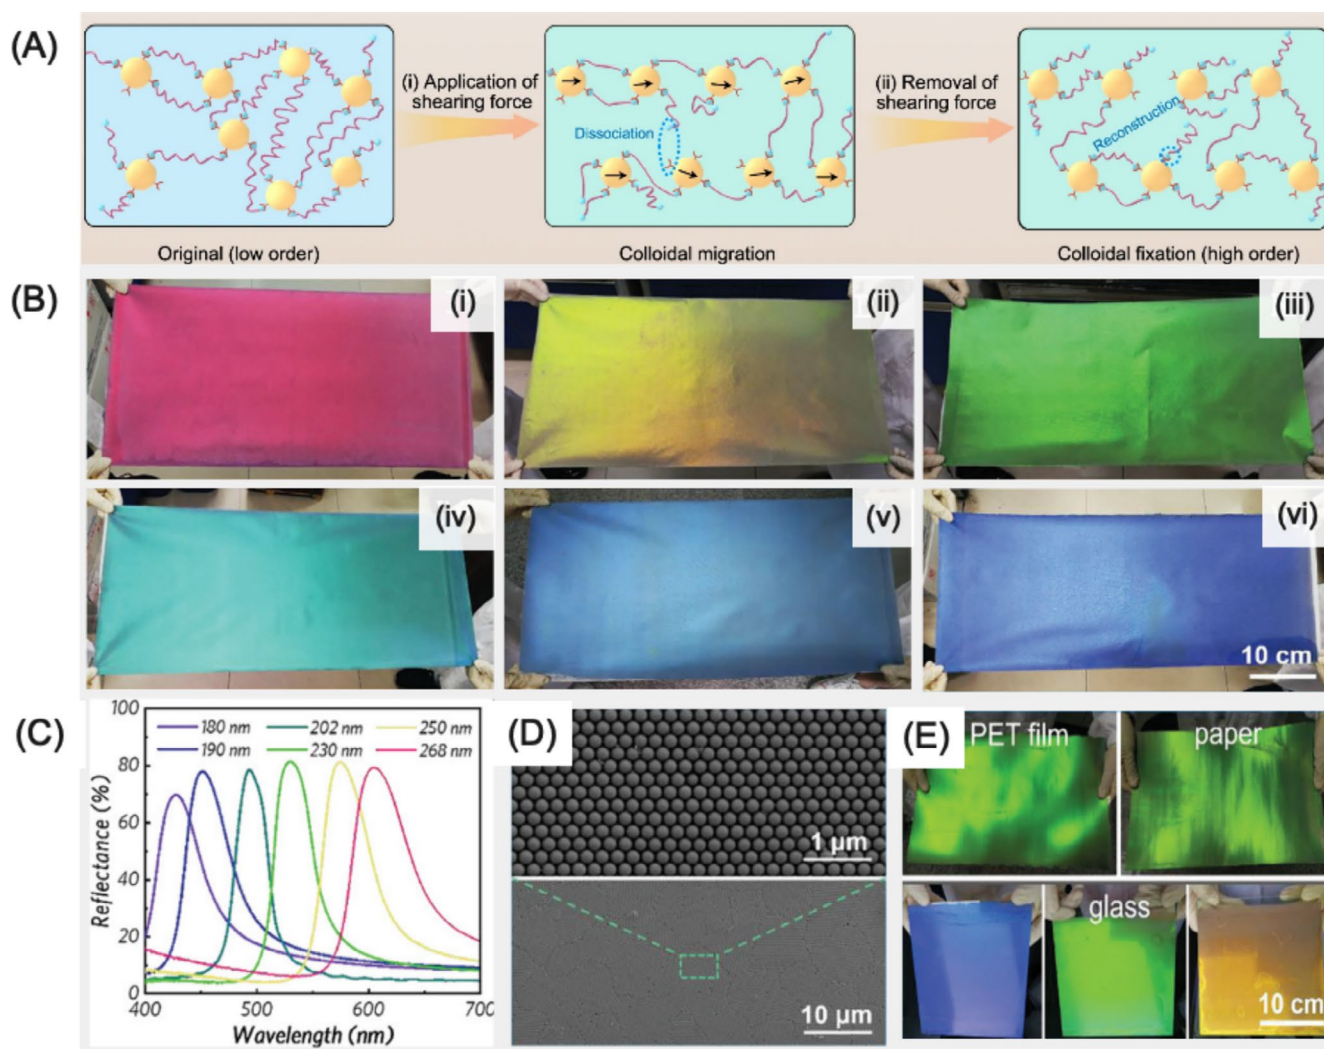 (A)
(i) Application of
shearing force
Dissociation
(ii) Removal of
shearing force
Reconstruction
Original (low order)
Colloidal migration
Colloidal fixation (high order)
(B)
(i)
(ii)
(iii)
(iv)
(v)
(vi)
10 cm
(C)
100
80
60
40
20
0
Reflectance (%)
180 nm
202 nm
250 nm
190 nm
230 nm
268 nm
400
500
600
700
Wavelength (nm)
(D)
1 μm
10 μm
(E)
PET film
paper
glass
10 cm